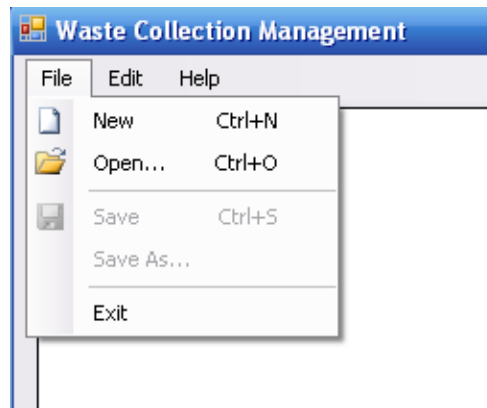 Waste Collection Management
File Edit Help
New Ctrl+N
Open... Ctrl+O
Save Ctrl+S
Save As...
Exit